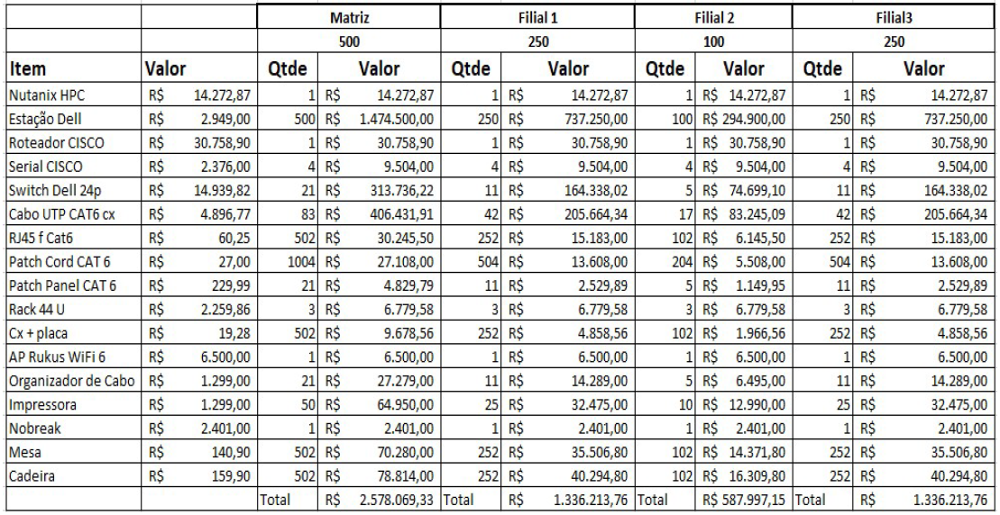 Matriz Filial 1 Filial 2 Filial3
500 250 100 250
Item Valor Qtde Valor Qtde Valor Qtde Valor Qtde Valor
Nutanix HPC R$ 14.272,87 1 R$ 14.272,87 1 R$ 14.272,87 1 R$ 14.272,87 1 R$ 14.272,87
Estação Dell R$ 2.949,00 500 R$ 1.474.500,00 250 R$ 737.250,00 100 R$ 294.900,00 250 R$ 737.250,00
Roteador CISCO R$ 30.758,90 1 R$ 30.758,90 1 R$ 30.758,90 1 R$ 30.758,90 1 R$ 30.758,90
Serial CISCO R$ 2.376,00 4 R$ 9.504,00 4 R$ 9.504,00 4 R$ 9.504,00 4 R$ 9.504,00
Switch Dell 24p R$ 14.939,82 21 R$ 313.736,22 11 R$ 164.338,02 5 R$ 74.699,10 11 R$ 164.338,02
Cabo UTP CAT6 cx R$ 4.896,77 83 R$ 406.431,91 42 R$ 205.664,34 17 R$ 83.245,09 42 R$ 205.664,34
RJ45 f Cat6 R$ 60,25 502 R$ 30.245,50 252 R$ 15.183,00 102 R$ 6.145,50 252 R$ 15.183,00
Patch Cord CAT 6 R$ 27,00 1004 R$ 27.108,00 504 R$ 13.608,00 204 R$ 5.508,00 504 R$ 13.608,00
Patch Panel CAT 6 R$ 229,99 21 R$ 4.829,79 11 R$ 2.529,89 5 R$ 1.149,95 11 R$ 2.529,89
Rack 44 U R$ 2.259,86 3 R$ 6.779,58 3 R$ 6.779,58 3 R$ 6.779,58 3 R$ 6.779,58
Cx + placa R$ 19,28 502 R$ 9.678,56 252 R$ 4.858,56 102 R$ 1.966,56 252 R$ 4.858,56
AP Rukus WiFi 6 R$ 6.500,00 1 R$ 6.500,00 1 R$ 6.500,00 1 R$ 6.500,00 1 R$ 6.500,00
Organizador de Cabo R$ 1.299,00 21 R$ 27.279,00 11 R$ 14.289,00 5 R$ 6.495,00 11 R$ 14.289,00
Impressora R$ 1.299,00 50 R$ 64.950,00 25 R$ 32.475,00 10 R$ 12.990,00 25 R$ 32.475,00
Nobreak R$ 2.401,00 1 R$ 2.401,00 1 R$ 2.401,00 1 R$ 2.401,00 1 R$ 2.401,00
Mesa R$ 140,90 502 R$ 70.280,00 252 R$ 35.506,80 102 R$ 14.371,80 252 R$ 35.506,80
Cadeira R$ 159,90 502 R$ 78.814,00 252 R$ 40.294,80 102 R$ 16.309,80 252 R$ 40.294,80
Total R$ 2.578.069,33 Total R$ 1.336.213,76 Total R$ 587.997,15 Total R$ 1.336.213,76